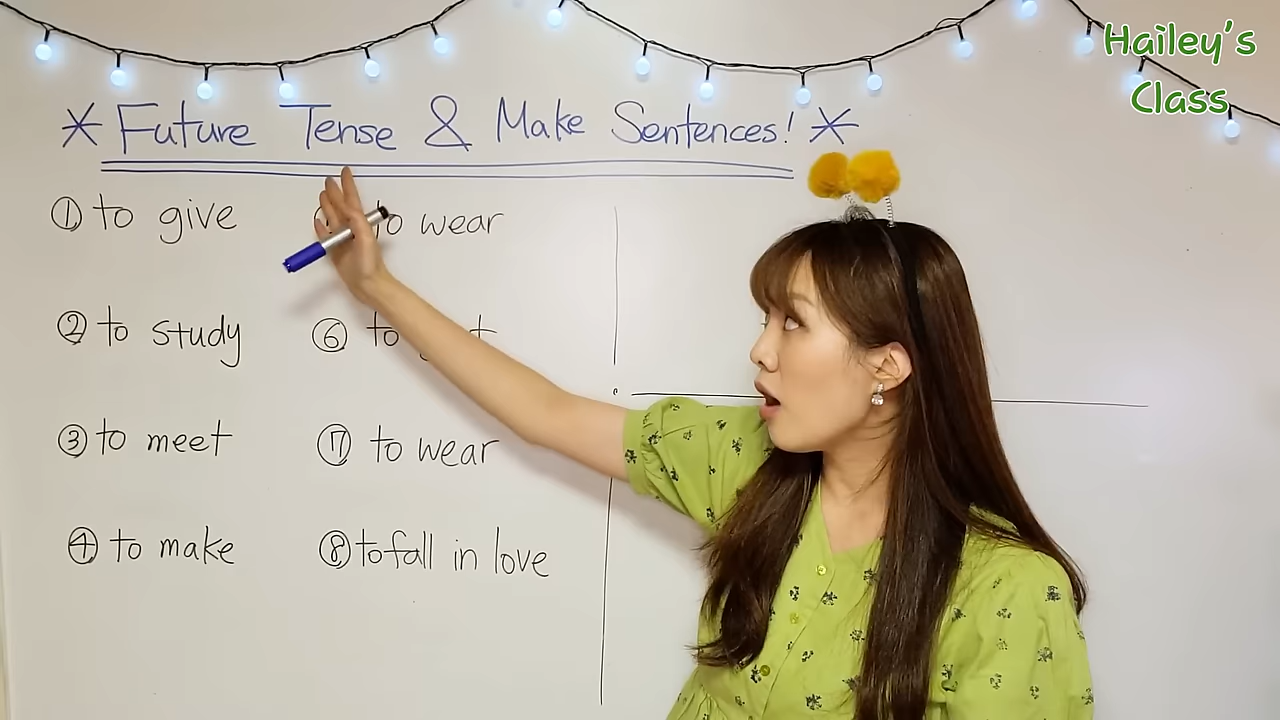 Hailey's
Class
* Future Tense & Make Sentences! *
① to give
to wear
② to study
⑥ to
③ to meet
⑦ to wear
④ to make
⑧ to fall in love